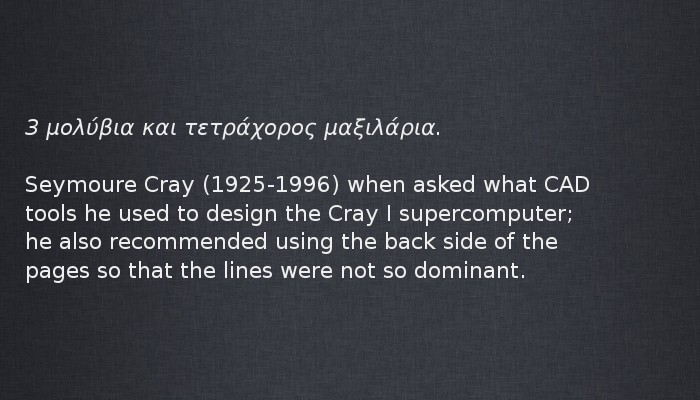 3 μολύβια και τετράχορος μαξιλάρια.
Seymoure Cray (1925-1996) when asked what CAD
tools he used to design the Cray I supercomputer;
he also recommended using the back side of the
pages so that the lines were not so dominant.